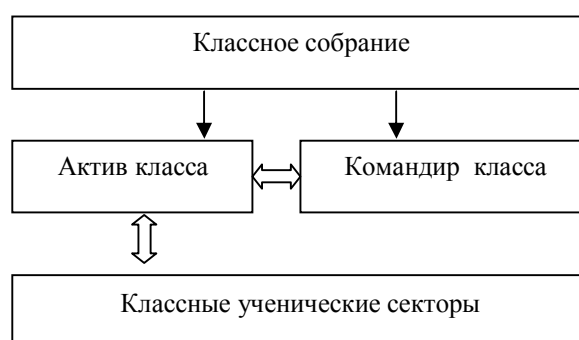 Классное собрание
Актив класса
Командир класса
Классные ученические секторы